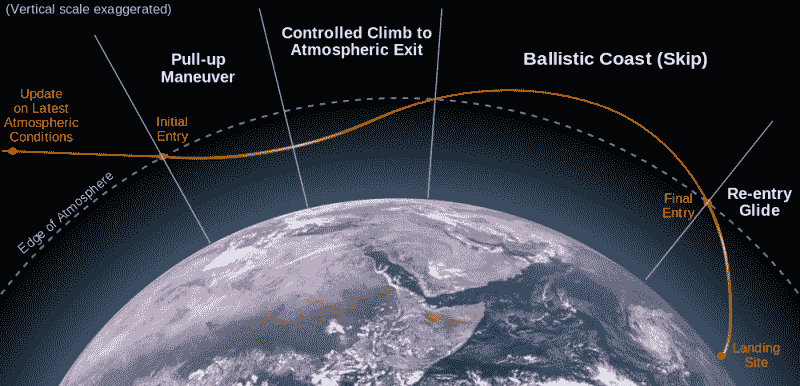 (Vertical scale exaggerated)
Pull-up
Maneuver
Controlled Climb to
Atmospheric Exit
Ballistic Coast (Skip)
Update
on Latest
Atmospheric
Conditions
Initial
Entry
Edge of Atmosphere
Final
Entry
Re-entry
Glide
Landing
Site